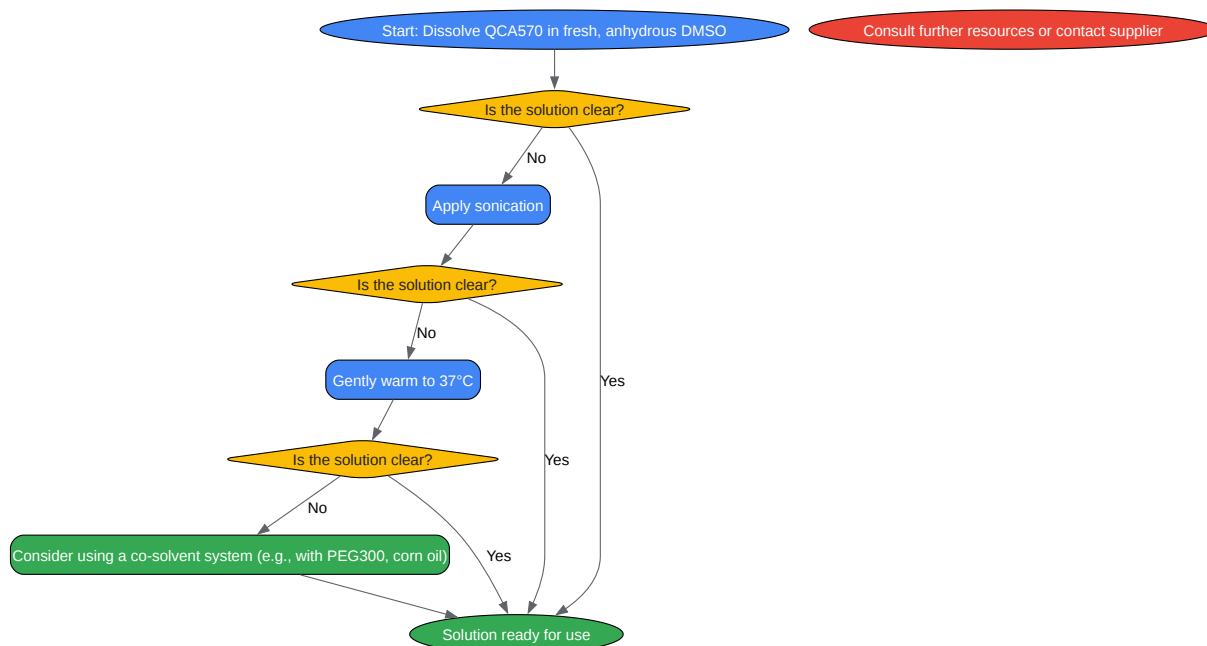 Start: Dissolve QCA570 in fresh, anhydrous DMSO
Consult further resources or contact supplier
Is the solution clear?
No
Apply sonication
Is the solution clear?
No
Gently warm to 37°C
Yes
Is the solution clear?
Yes
No
Consider using a co-solvent system (e.g., with PEG300, corn oil)
Yes
Solution ready for use